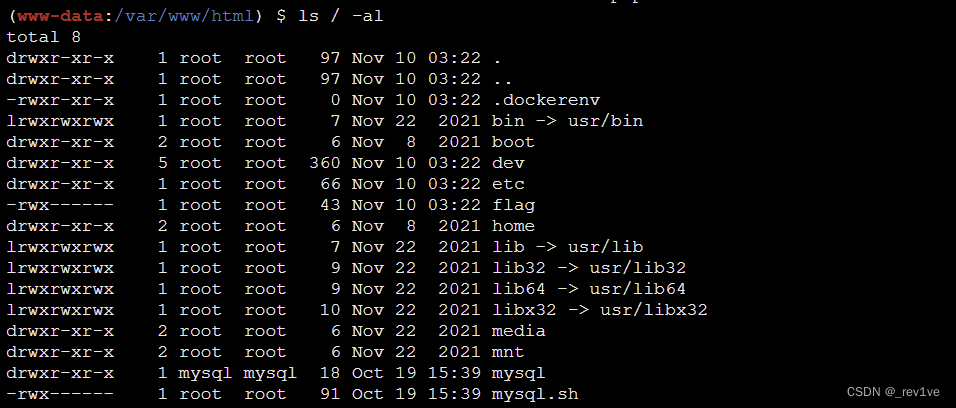 (www-data:/var/www/html) $ ls / -al
total 8
drwxr-xr-x    1 root  root   97 Nov 10 03:22 .
drwxr-xr-x    1 root  root   97 Nov 10 03:22 ..
-rwxr-xr-x    1 root  root    0 Nov 10 03:22 .dockerenv
lrwxrwxrwx    1 root  root    7 Nov 22  2021 bin -> usr/bin
drwxr-xr-x    2 root  root    6 Nov  8  2021 boot
drwxr-xr-x    5 root  root  360 Nov 10 03:22 dev
drwxr-xr-x    1 root  root   66 Nov 10 03:22 etc
-rwx------    1 root  root   43 Nov 10 03:22 flag
drwxr-xr-x    2 root  root    6 Nov  8  2021 home
lrwxrwxrwx    1 root  root    7 Nov 22  2021 lib -> usr/lib
lrwxrwxrwx    1 root  root    9 Nov 22  2021 lib32 -> usr/lib32
lrwxrwxrwx    1 root  root    9 Nov 22  2021 lib64 -> usr/lib64
lrwxrwxrwx    1 root  root   10 Nov 22  2021 libx32 -> usr/libx32
drwxr-xr-x    2 root  root    6 Nov 22  2021 media
drwxr-xr-x    2 root  root    6 Nov 22  2021 mnt
drwxr-xr-x    1 mysql mysql  18 Oct 19 15:39 mysql
-rwx------    1 root  root   91 Oct 19 15:39 mysql.sh
CSDN @_rev1ve